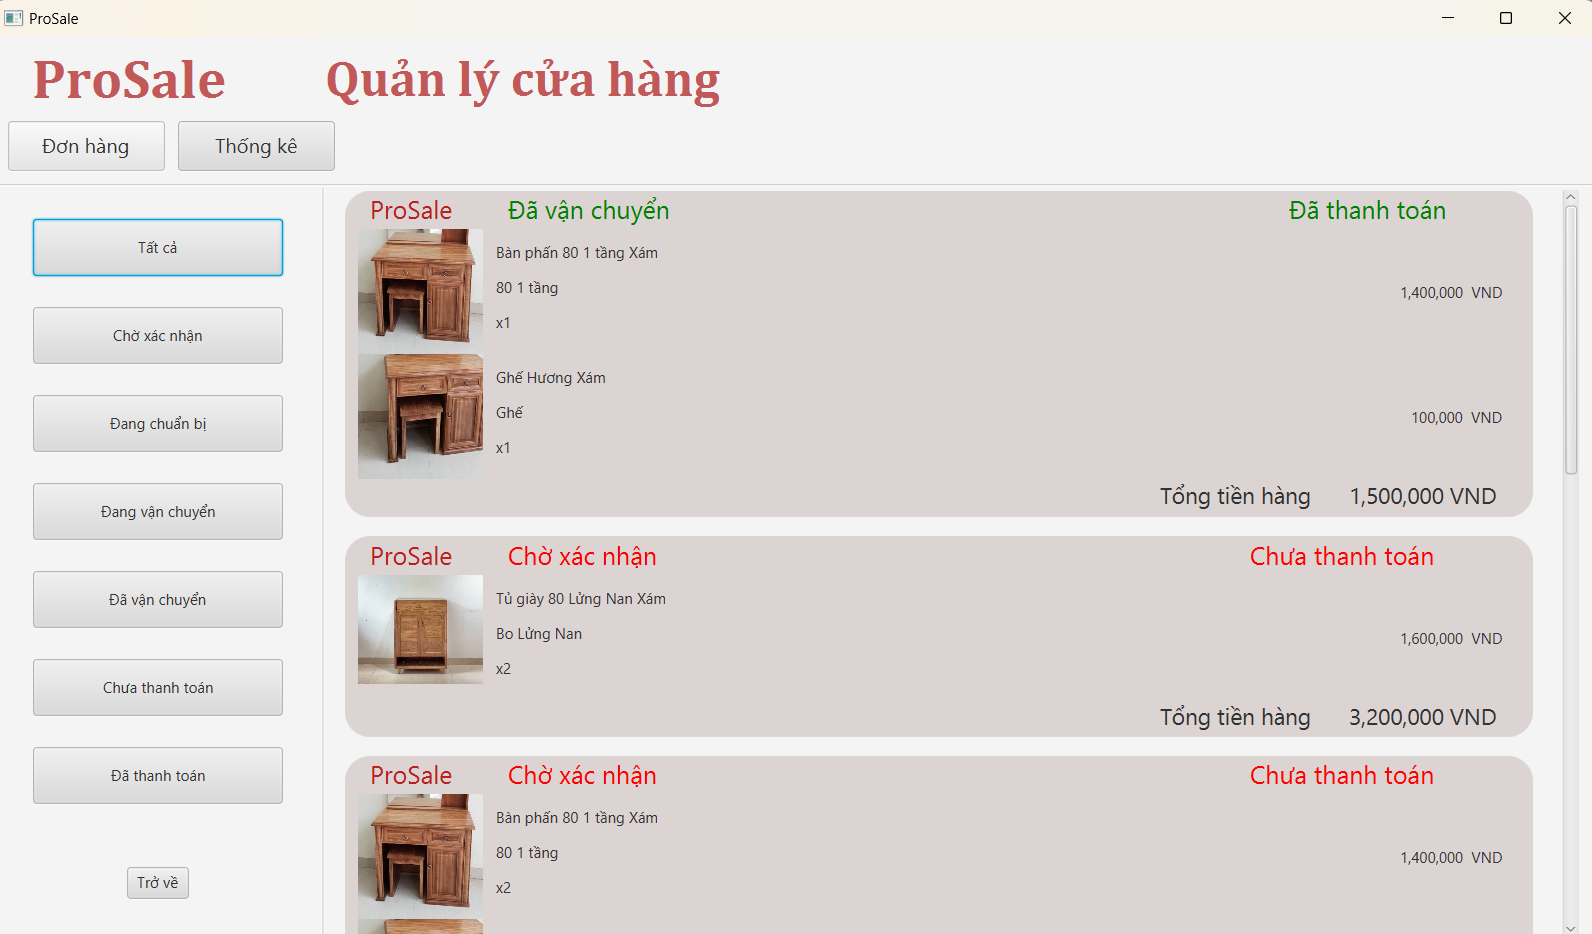 ProSale
ProSale
Quản lý cửa hàng
Đơn hàng
Thống kê
Tất cả
Chờ xác nhận
Đang chuẩn bị
Đang vận chuyển
Đã vận chuyển
Chưa thanh toán
Đã thanh toán
Trở về
ProSale Đã vận chuyển Đã thanh toán
Bàn phấn 80 1 tầng Xám
80 1 tầng
1,400,000 VND
x1
Ghế Hương Xám
Ghế
100,000 VND
x1
Tổng tiền hàng 1,500,000 VND
ProSale Chờ xác nhận Chưa thanh toán
Tủ giày 80 Lửng Nan Xám
Bo Lửng Nan
1,600,000 VND
x2
Tổng tiền hàng 3,200,000 VND
ProSale Chờ xác nhận Chưa thanh toán
Bàn phấn 80 1 tầng Xám
80 1 tầng
1,400,000 VND
x2